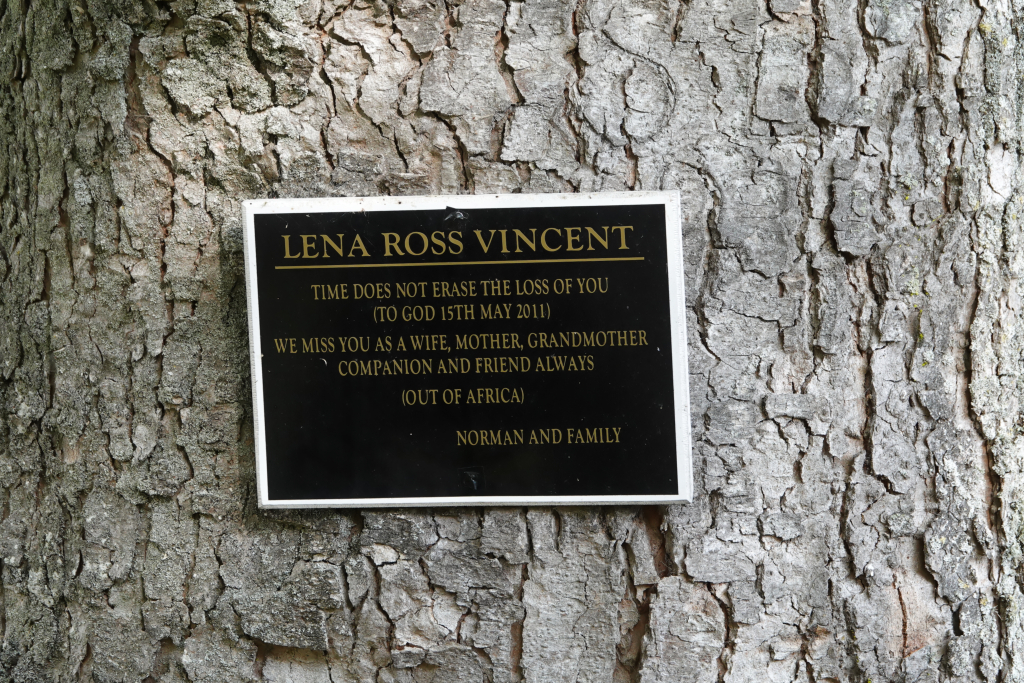 LENA ROSS VINCENT
TIME DOES NOT ERASE THE LOSS OF YOU
(TO GOD 15TH MAY 2011)
WE MISS YOU AS A WIFE, MOTHER, GRANDMOTHER
COMPANION AND FRIEND ALWAYS
(OUT OF AFRICA)
NORMAN AND FAMILY